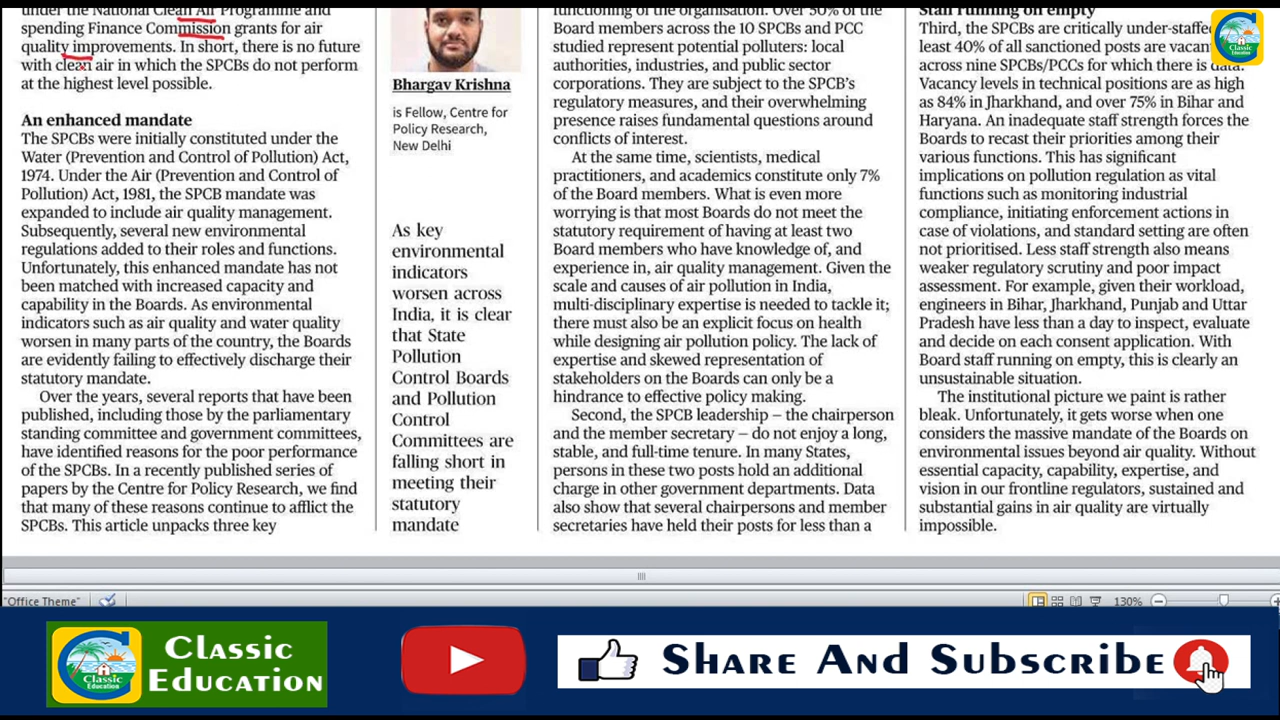 under the National Clean Air Programme and
spending Finance Commission grants for air
quality improvements. In short, there is no future
with clean air in which the SPCBs do not perform
at the highest level possible.
An enhanced mandate
The SPCBs were initially constituted under the
Water (Prevention and Control of Pollution) Act,
1974. Under the Air (Prevention and Control of
Pollution) Act, 1981, the SPCB mandate was
expanded to include air quality management.
Subsequently, several new environmental
regulations added to their roles and functions.
Unfortunately, this enhanced mandate has not
been matched with increased capacity and
capability in the Boards. As environmental
indicators such as air quality and water quality
worsen in many parts of the country, the Boards
are evidently failing to effectively discharge their
statutory mandate.
Over the years, several reports that have been
published, including those by the parliamentary
standing committee and government committees,
have identified reasons for the poor performance
of the SPCBs. In a recently published series of
papers by the Centre for Policy Research, we find
that many of these reasons continue to afflict the
SPCBs. This article unpacks three key
Bhargav Krishna
is Fellow, Centre for
Policy Research,
New Delhi
As key
environmental
indicators
worsen across
India, it is clear
that State
Pollution
Control Boards
and Pollution
Control
Committees are
falling short in
meeting their
statutory
mandate
functioning of the organisation. Over 50% of the
Board members across the 10 SPCBs and PCC
studied represent potential polluters: local
authorities, industries, and public sector
corporations. They are subject to the SPCB's
regulatory measures, and their overwhelming
presence raises fundamental questions around
conflicts of interest.
At the same time, scientists, medical
practitioners, and academics constitute only 7%
of the Board members. What is even more
worrying is that most Boards do not meet the
statutory requirement of having at least two
Board members who have knowledge of, and
experience in, air quality management. Given the
scale and causes of air pollution in India,
multi-disciplinary expertise is needed to tackle it;
there must also be an explicit focus on health
while designing air pollution policy. The lack of
expertise and skewed representation of
stakeholders on the Boards can only be a
hindrance to effective policy making.
Second, the SPCB leadership — the chairperson
and the member secretary — do not enjoy a long,
stable, and full-time tenure. In many States,
persons in these two posts hold an additional
charge in other government departments. Data
also show that several chairpersons and member
secretaries have held their posts for less than a
Staff running on empty
Third, the SPCBs are critically under-staffed
least 40% of all sanctioned posts are vacant
across nine SPCBs/PCCs for which there is data.
Vacancy levels in technical positions are as high
as 84% in Jharkhand, and over 75% in Bihar and
Haryana. An inadequate staff strength forces the
Boards to recast their priorities among their
various functions. This has significant
implications on pollution regulation as vital
functions such as monitoring industrial
compliance, initiating enforcement actions in
case of violations, and standard setting are often
not prioritised. Less staff strength also means
weaker regulatory scrutiny and poor impact
assessment. For example, given their workload,
engineers in Bihar, Jharkhand, Punjab and Uttar
Pradesh have less than a day to inspect, evaluate
and decide on each consent application. With
Board staff running on empty, this is clearly an
unsustainable situation.
The institutional picture we paint is rather
bleak. Unfortunately, it gets worse when one
considers the massive mandate of the Boards on
environmental issues beyond air quality. Without
essential capacity, capability, expertise, and
vision in our frontline regulators, sustained and
substantial gains in air quality are virtually
impossible.
Classic
Education
"Office Theme"
130%
Classic
Education
Classic
Education
Share And Subscribe